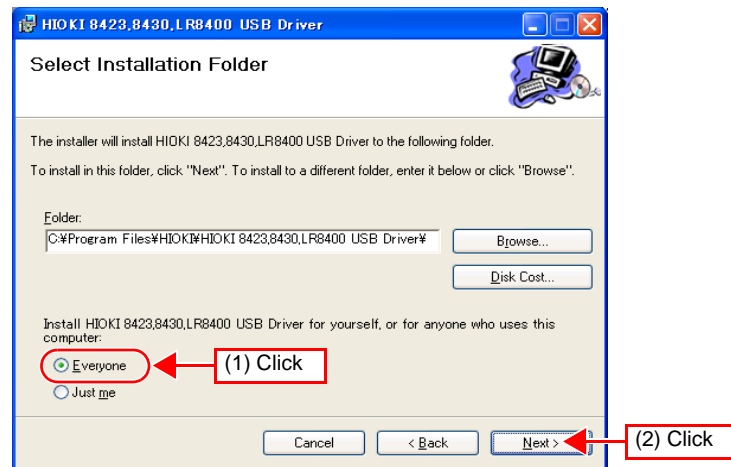 HIOKI 8423,8430,LR8400 USB Driver
Select Installation Folder
The installer will install HIOKI 8423,8430,LR8400 USB Driver to the following folder.
To install in this folder, click "Next". To install to a different folder, enter it below or click "Browse".
Folder:
C:¥Program Files¥HIOKI¥HIOKI 8423,8430,LR8400 USB Driver¥
Browse...
Disk Cost...
Install HIOKI 8423,8430,LR8400 USB Driver for yourself, or for anyone who uses this
computer:
Everyone
(1) Click
Just me
Cancel
< Back
Next >
(2) Click